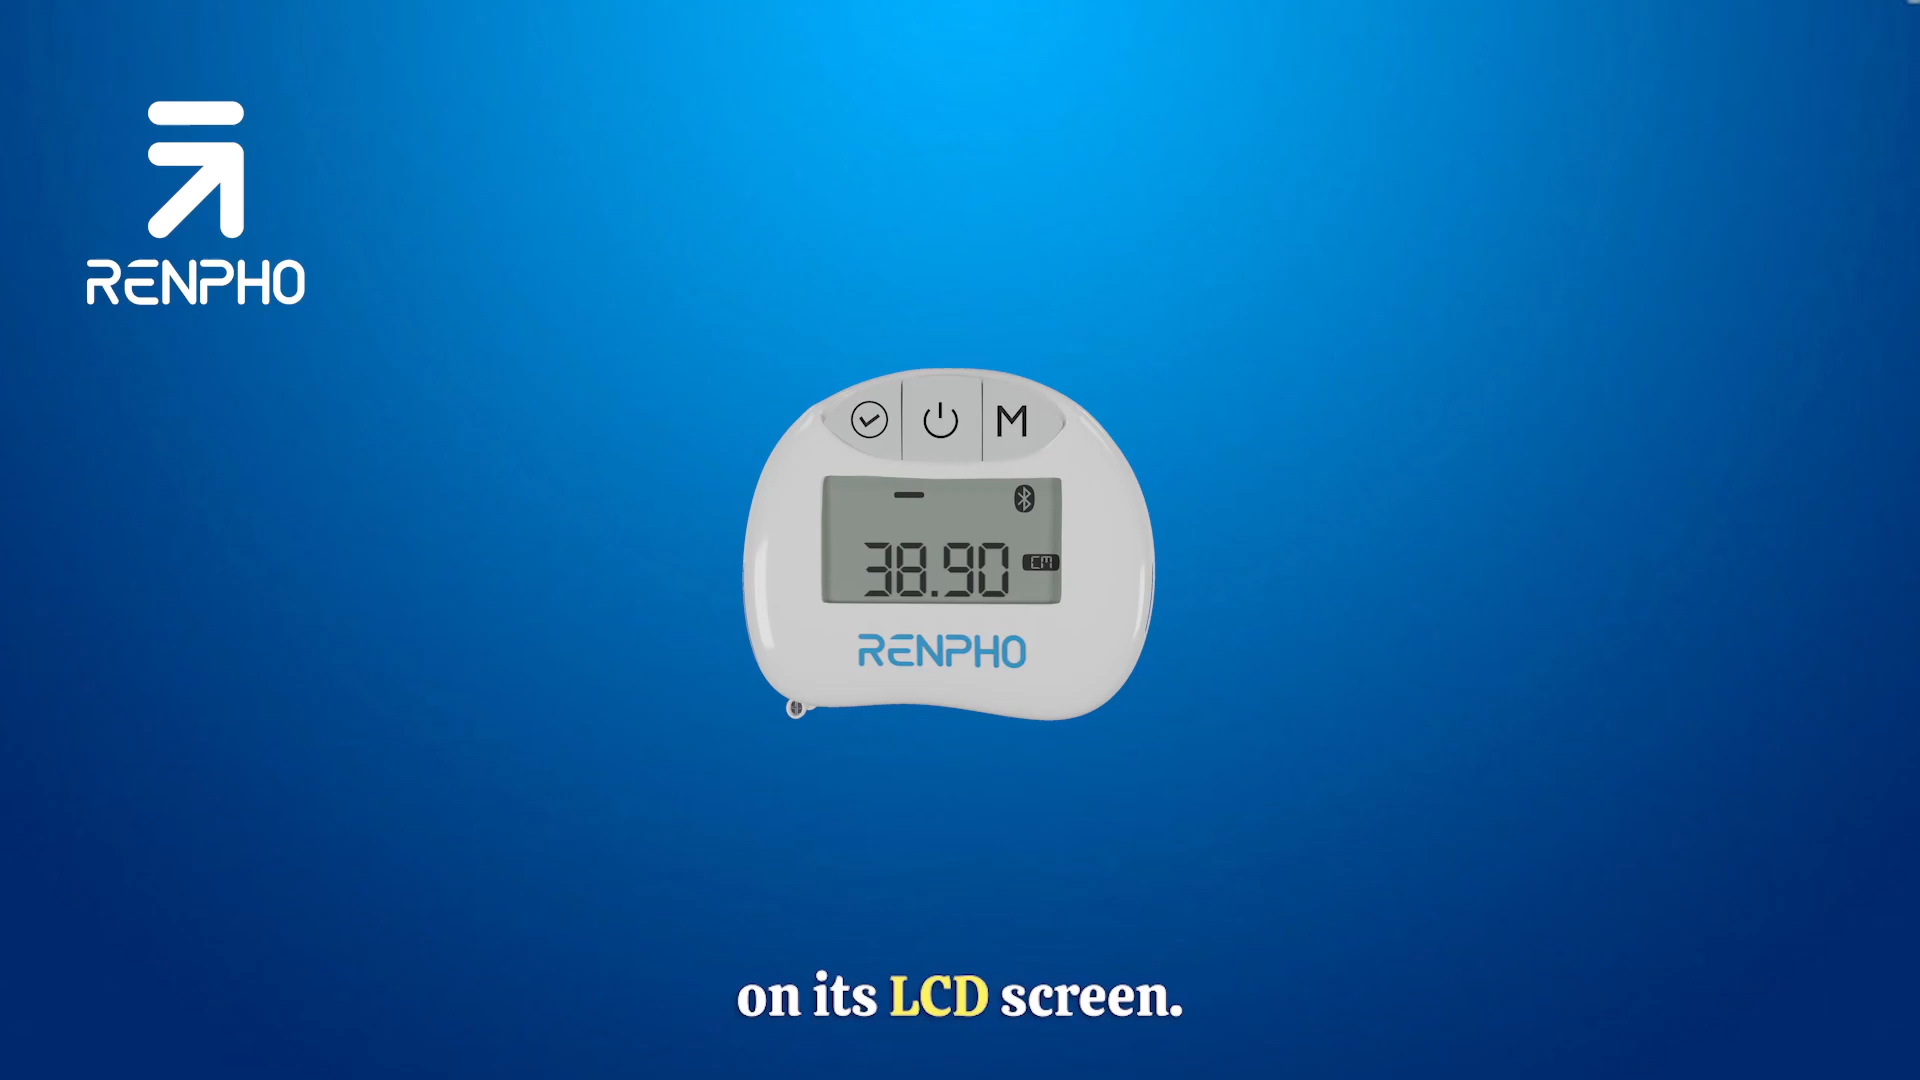 RENPHO
M
38.90 CM
RENPHO
on its LCD screen.